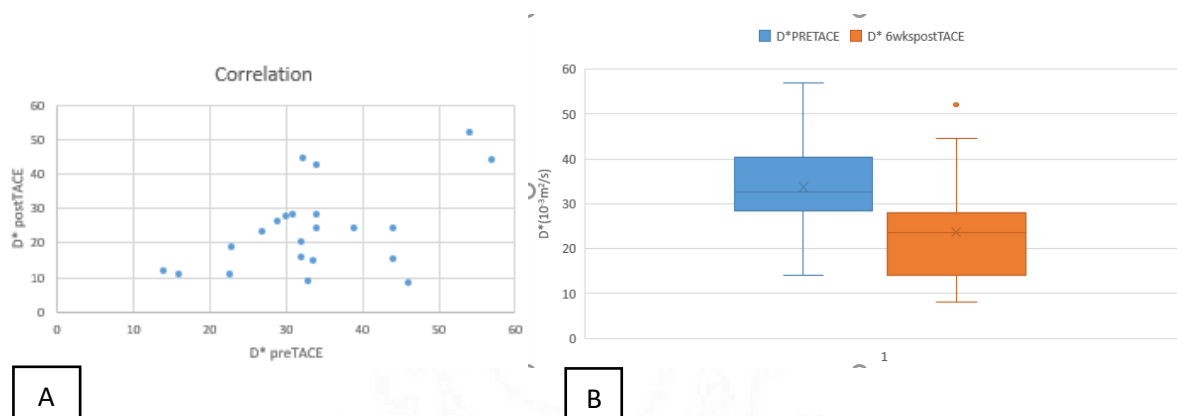 Correlation
D* postTACE
60
50
40
30
20
10
0
0 10 20 30 40 50 60
D* preTACE
A
D*PRETACE D* 6wkspostTACE
D*(10⁻³m²/s)
60
50
40
30
20
10
0
1
B